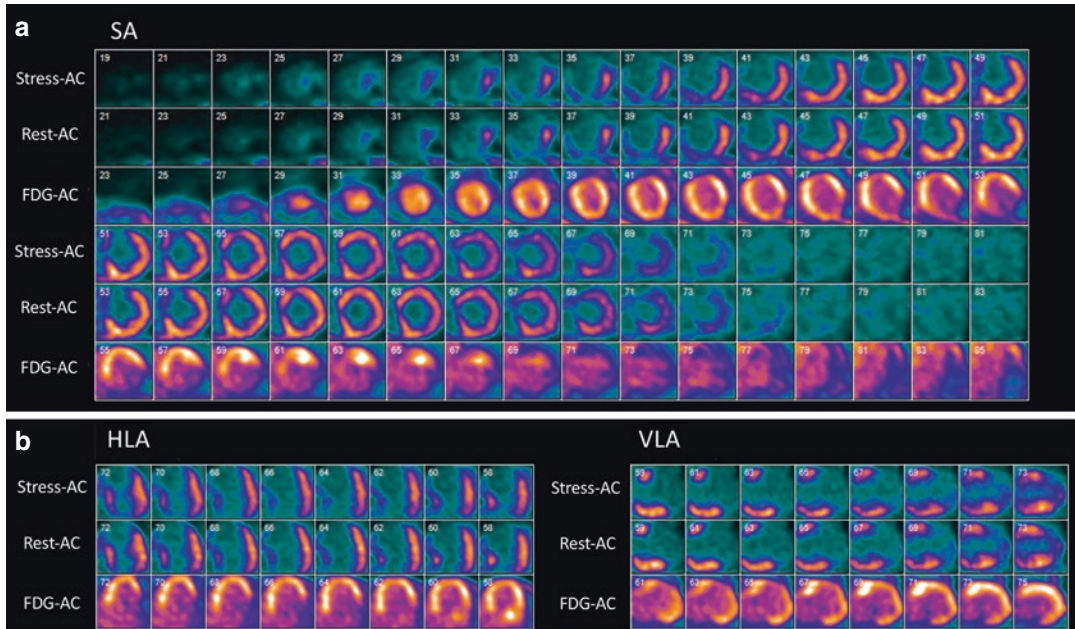 a
SA
Stress-AC 19 21 23 25 27 29 31 33 35 37 39 41 43 45 47 49
Rest-AC 21 23 25 27 29 31 33 35 37 39 41 43 45 47 49 51
FDG-AC 23 25 27 29 31 33 35 37 39 41 43 45 47 49 51 53
Stress-AC 51 53 55 57 59 61 63 65 67 69 71 73 75 77 79 81
Rest-AC 53 55 57 59 61 63 65 67 69 71 73 75 77 79 81 83
FDG-AC 55 57 59 61 63 65 67 69 71 73 75 77 79 81 83 85
b
HLA
Stress-AC 72 70 68 66 64 62 60 58
Rest-AC 72 70 68 66 64 62 60 58
FDG-AC 72 70 68 66 64 62 60 58
VLA
Stress-AC 59 61 63 65 67 69 71 73
Rest-AC 59 61 63 65 67 69 71 73
FDG-AC 61 63 65 67 69 71 73 75